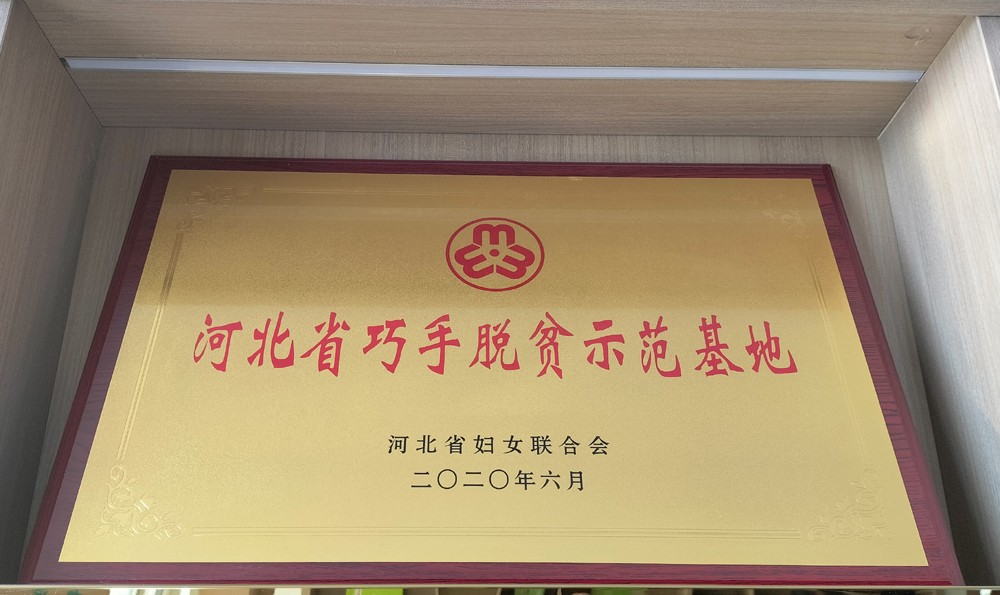 河北省巧手脱贫示范基地
河北省妇女联合会
二〇二〇年六月